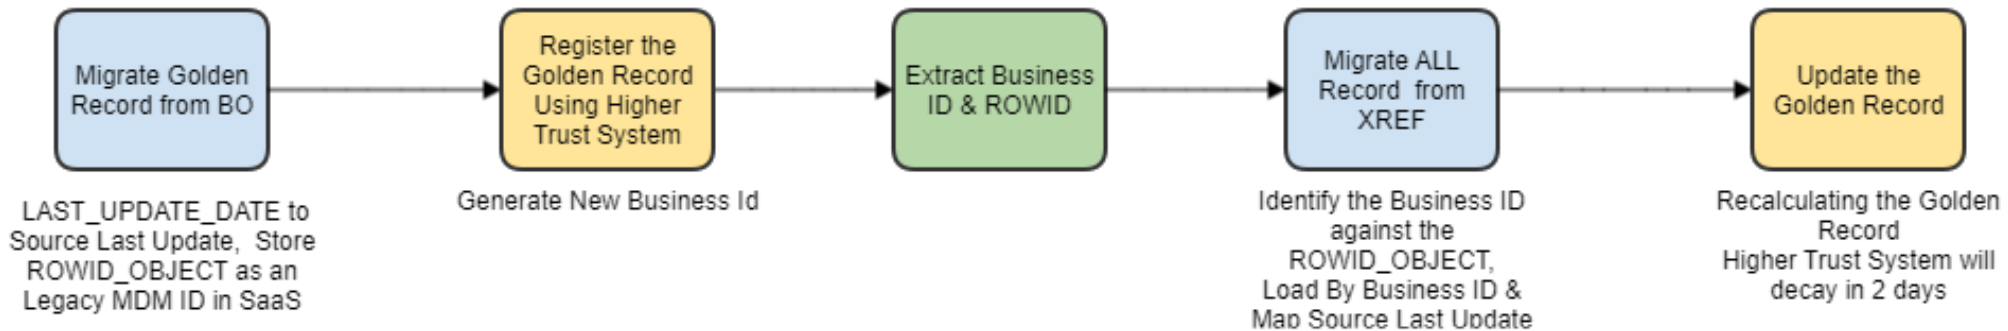 Migrate Golden
Record from BO
LAST_UPDATE_DATE to
Source Last Update, Store
ROWID_OBJECT as an
Legacy MDM ID in SaaS
Register the
Golden Record
Using Higher
Trust System
Generate New Business Id
Extract Business
ID & ROWID
Migrate ALL
Record from
XREF
Identify the Business ID
against the
ROWID_OBJECT,
Load By Business ID &
Map Source Last Update
Update the
Golden Record
Recalculating the Golden
Record
Higher Trust System will
decay in 2 days